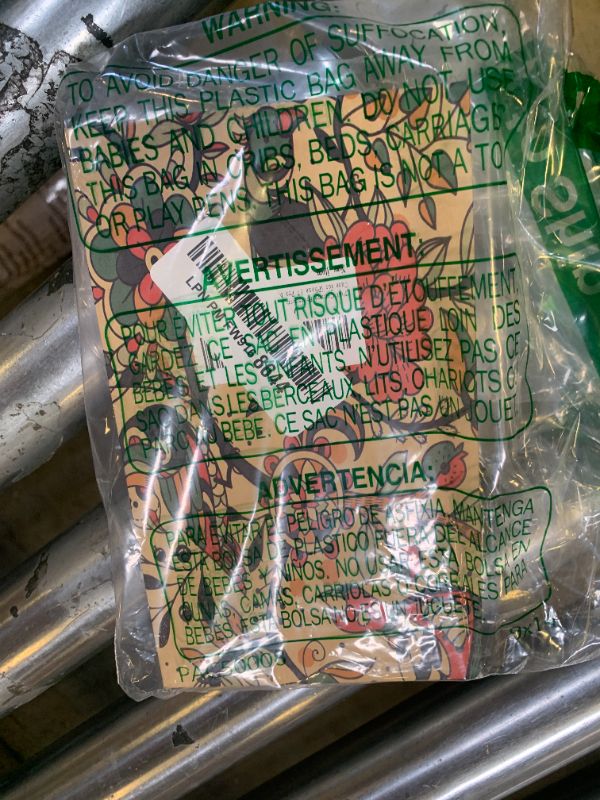 WARNING:
TO AVOID DANGER OF SUFFOCATION,
KEEP THIS PLASTIC BAG AWAY FROM
BABIES AND CHILDREN. DO NOT USE
THIS BAG IN CRIBS, BEDS, CARRIAGES
OR PLAY PENS. THIS BAG IS NOT A TO
AVERTISSEMENT:
POUR ÉVITER TOUT RISQUE D'ÉTOUFFEMENT,
GARDEZ CE SAC EN PLASTIQUE LOIN DES
BÉBÉS ET LES ENFANTS. N'UTILISEZ PAS CE
SAC DANS LES BERCEAUX, LITS, CHARIOTS O
PARC BÉBÉ. CE SAC N'EST PAS UN JOUET
ADVERTENCIA:
PARA EVITAR EL PELIGRO DE ASFIXIA, MANTENGA
ESTA BOLSA DE PLASTICO FUERA DEL ALCANCE
DE BEBES Y NIÑOS. NO USAR ESTA BOLSA EN
CUNAS, CAMAS, CARRIOLAS O CORRALES PARA
BEBES. ESTA BOLSA NO ES UN JUGUETE